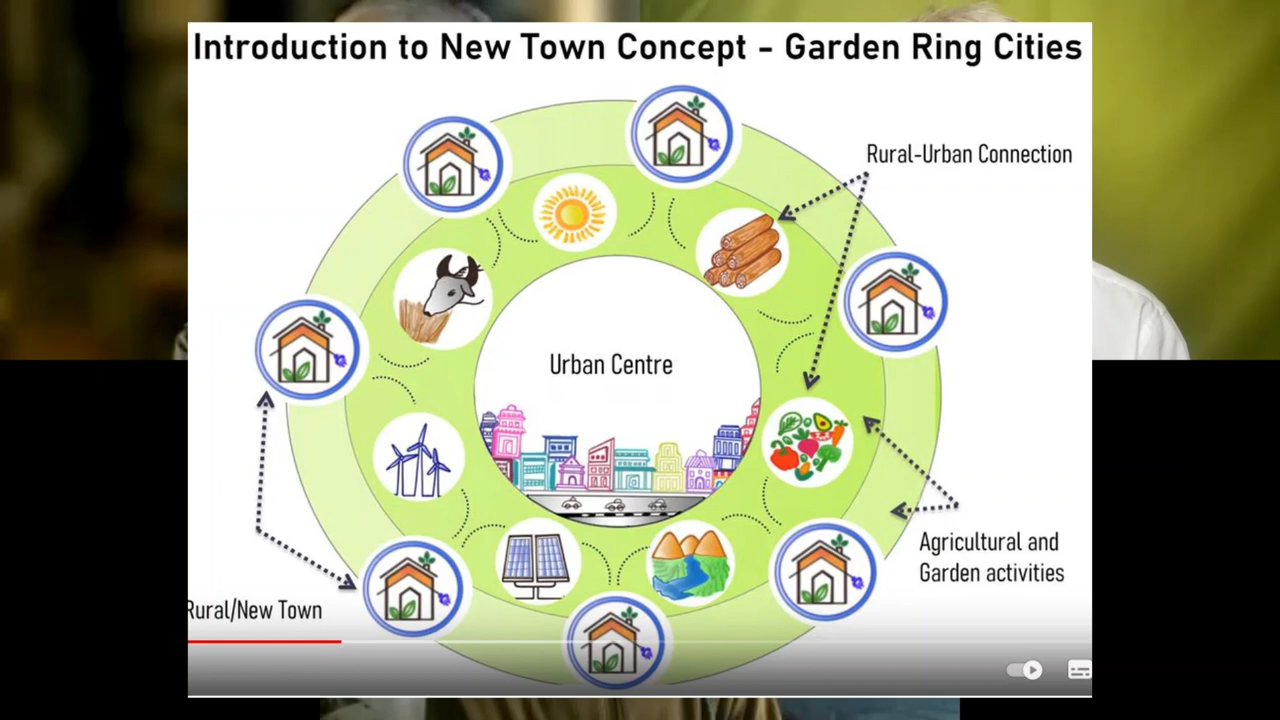 Introduction to New Town Concept - Garden Ring Cities
Rural-Urban Connection
Urban Centre
Agricultural and
Garden activities
Rural/New Town